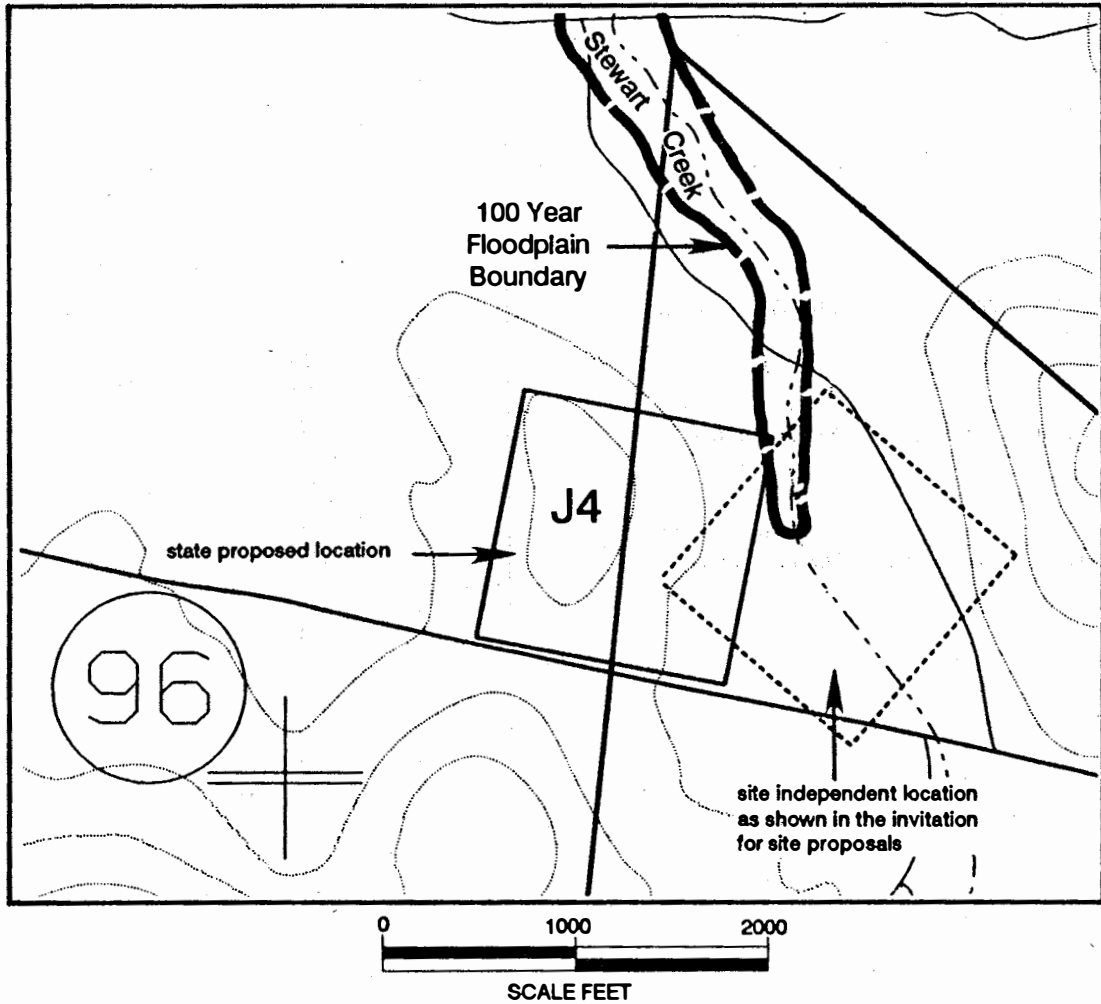 Stewart
Creek
100 Year
Floodplain
Boundary
J4
state proposed location
96
site independent location
as shown in the invitation
for site proposals
0 1000 2000
SCALE FEET